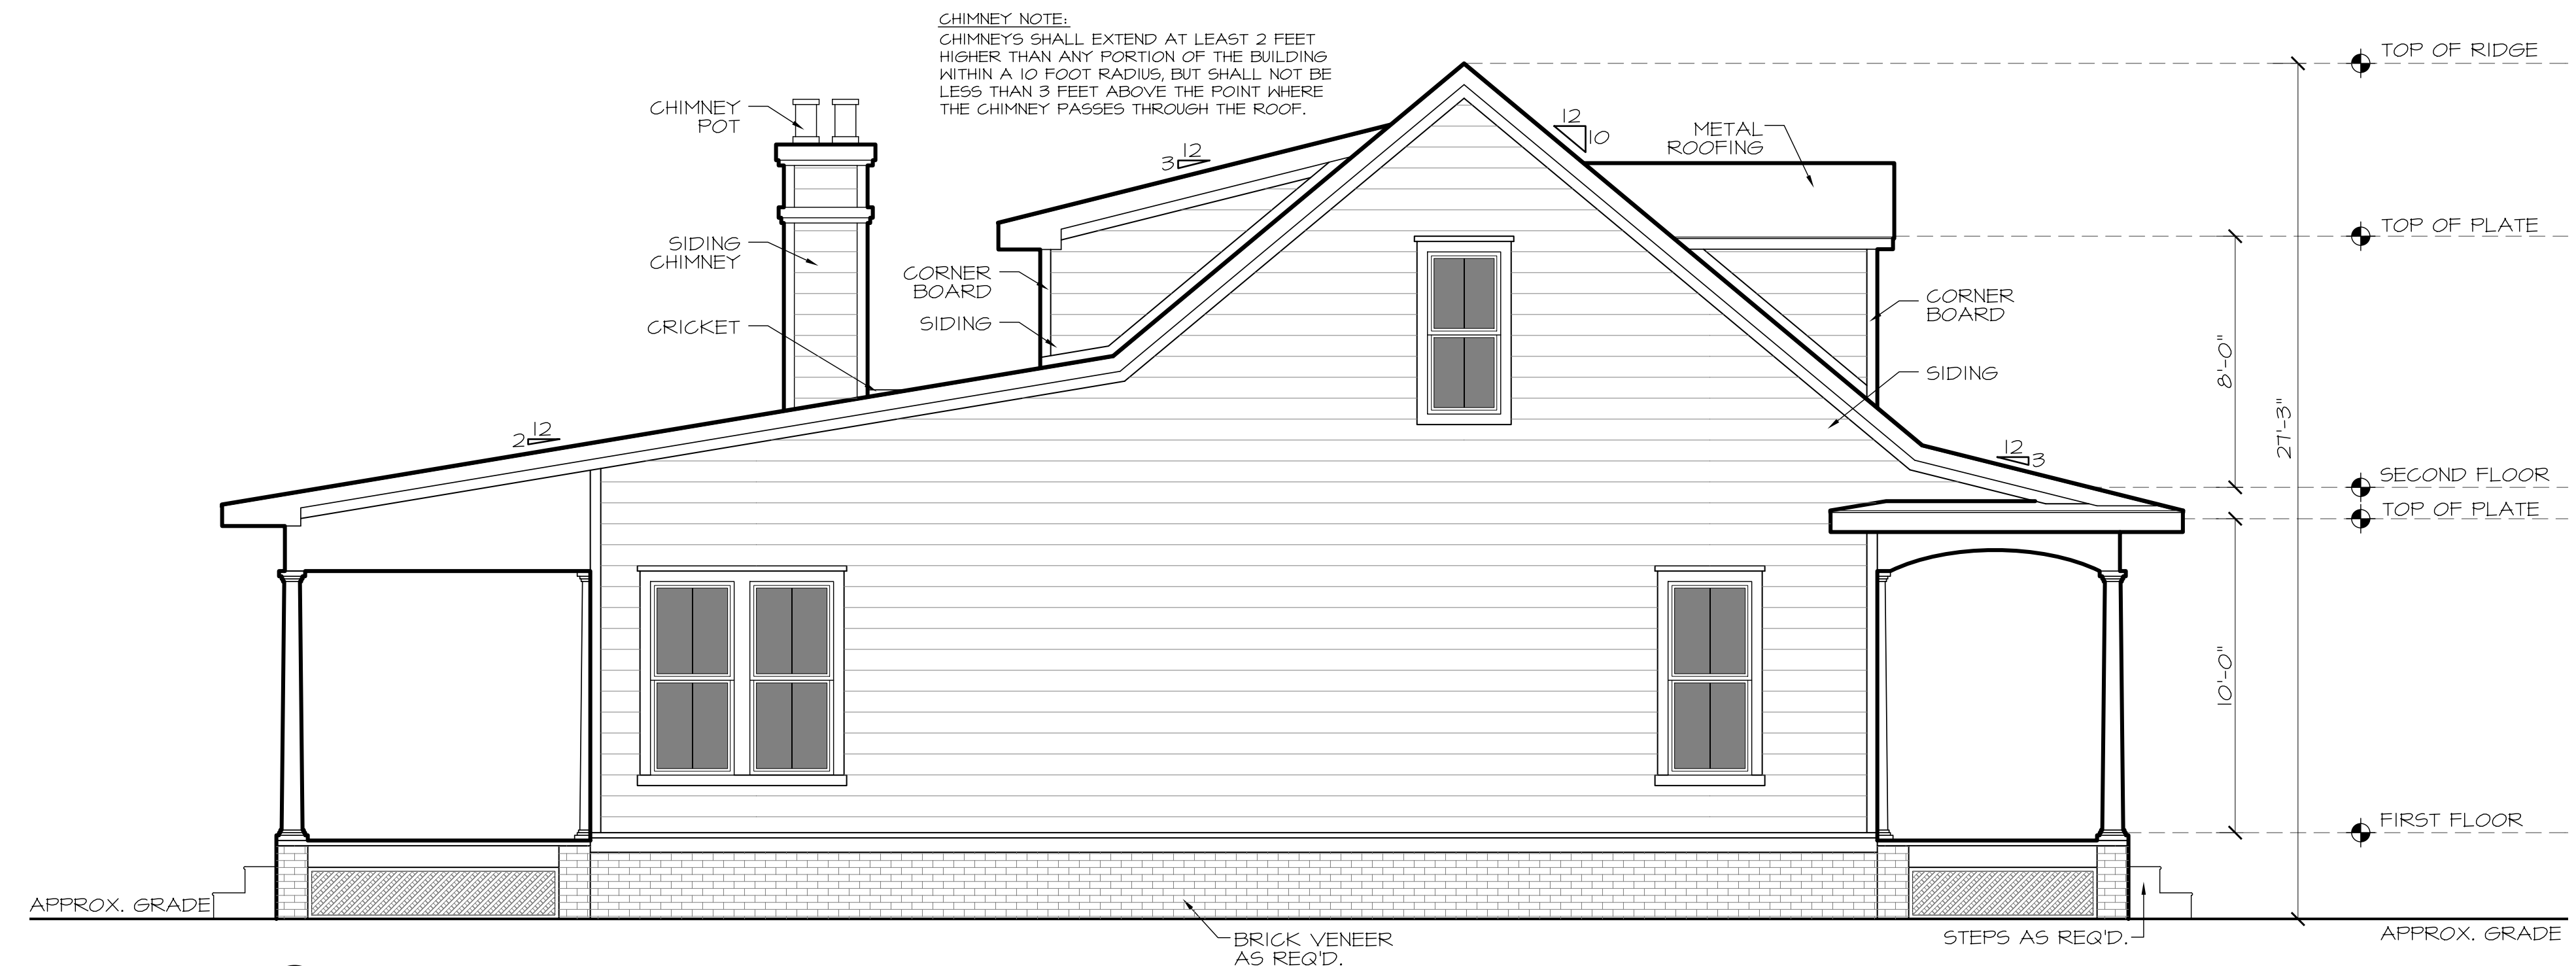 CHIMNEY NOTE:
CHIMNEYS SHALL EXTEND AT LEAST 2 FEET
HIGHER THAN ANY PORTION OF THE BUILDING
WITHIN A 10 FOOT RADIUS, BUT SHALL NOT BE
LESS THAN 3 FEET ABOVE THE POINT WHERE
THE CHIMNEY PASSES THROUGH THE ROOF.
TOP OF RIDGE
CHIMNEY
POT
12
10
METAL
ROOFING
12
3
SIDING
CHIMNEY
TOP OF PLATE
CORNER
BOARD
CORNER
BOARD
CRICKET
SIDING
8'-0"
SIDING
27'-3"
12
2
12
3
SECOND FLOOR
TOP OF PLATE
10'-0"
FIRST FLOOR
APPROX. GRADE
BRICK VENEER
AS REQ'D.
STEPS AS REQ'D.
APPROX. GRADE